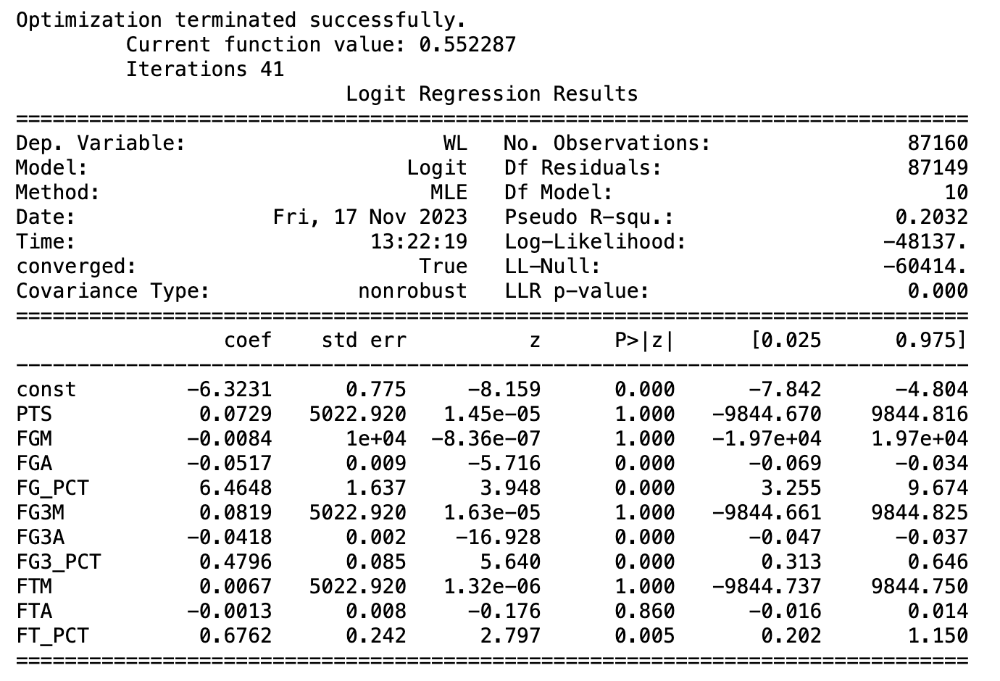 Optimization terminated successfully.
         Current function value: 0.552287
         Iterations 41
                           Logit Regression Results
==============================================================================
Dep. Variable:                     WL   No. Observations:                87160
Model:                          Logit   Df Residuals:                    87149
Method:                           MLE   Df Model:                           10
Date:                Fri, 17 Nov 2023   Pseudo R-squ.:                  0.2032
Time:                        13:22:19   Log-Likelihood:                -48137.
converged:                       True   LL-Null:                       -60414.
Covariance Type:            nonrobust   LLR p-value:                     0.000
==============================================================================
                 coef    std err          z      P>|z|      [0.025      0.975]
------------------------------------------------------------------------------
const         -6.3231      0.775     -8.159      0.000      -7.842      -4.804
PTS            0.0729   5022.920   1.45e-05      1.000   -9844.670    9844.816
FGM           -0.0084      1e+04  -8.36e-07      1.000   -1.97e+04    1.97e+04
FGA           -0.0517      0.009     -5.716      0.000      -0.069      -0.034
FG_PCT         6.4648      1.637      3.948      0.000       3.255       9.674
FG3M           0.0819   5022.920   1.63e-05      1.000   -9844.661    9844.825
FG3A          -0.0418      0.002    -16.928      0.000      -0.047      -0.037
FG3_PCT        0.4796      0.085      5.640      0.000       0.313       0.646
FTM            0.0067   5022.920   1.32e-06      1.000   -9844.737    9844.750
FTA           -0.0013      0.008     -0.176      0.860      -0.016       0.014
FT_PCT         0.6762      0.242      2.797      0.005       0.202       1.150
==============================================================================